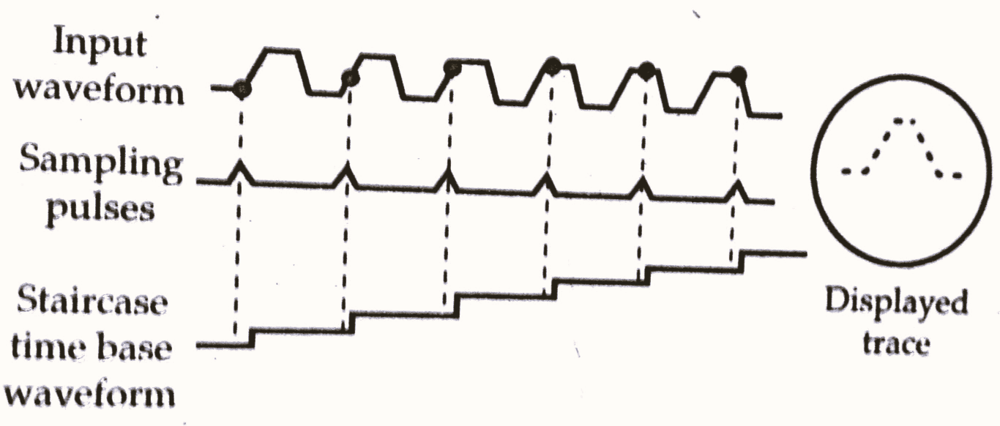 Input
waveform
Sampling
pulses
Staircase
time base
waveform
Displayed
trace